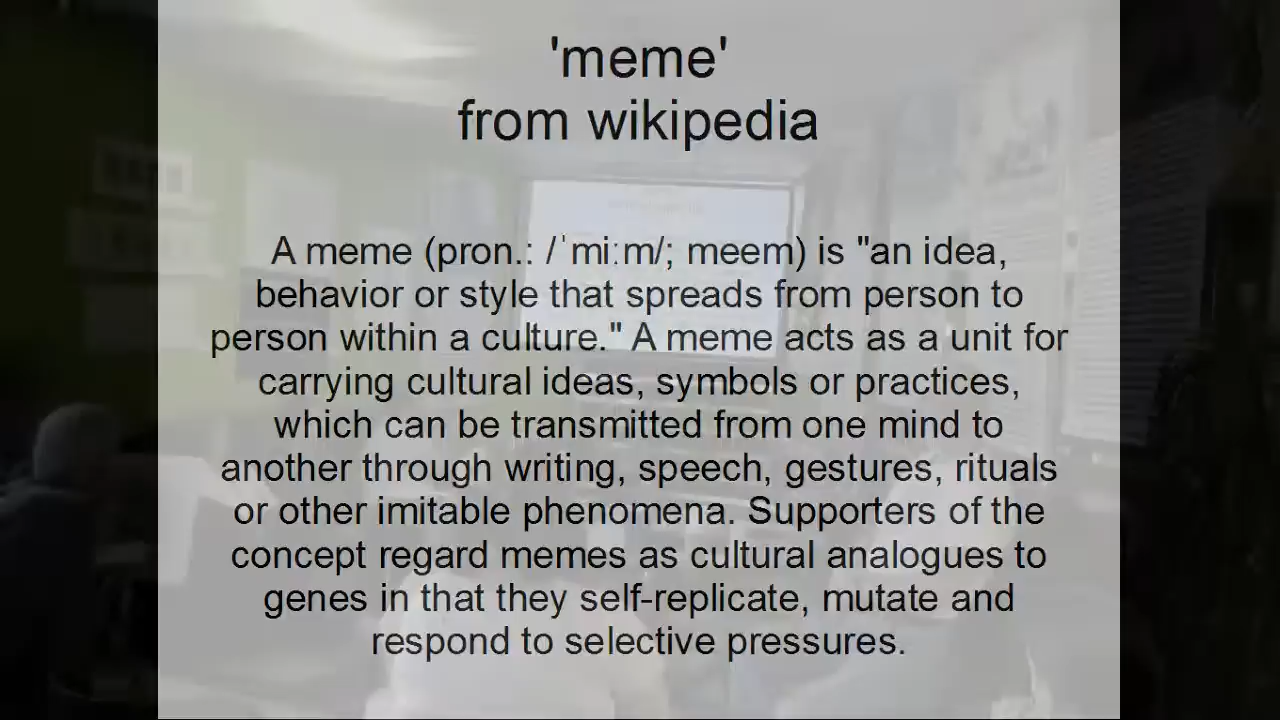 'meme'
from wikipedia
A meme (pron.: /ˈmiːm/; meem) is "an idea,
behavior or style that spreads from person to
person within a culture." A meme acts as a unit for
carrying cultural ideas, symbols or practices,
which can be transmitted from one mind to
another through writing, speech, gestures, rituals
or other imitable phenomena. Supporters of the
concept regard memes as cultural analogues to
genes in that they self-replicate, mutate and
respond to selective pressures.